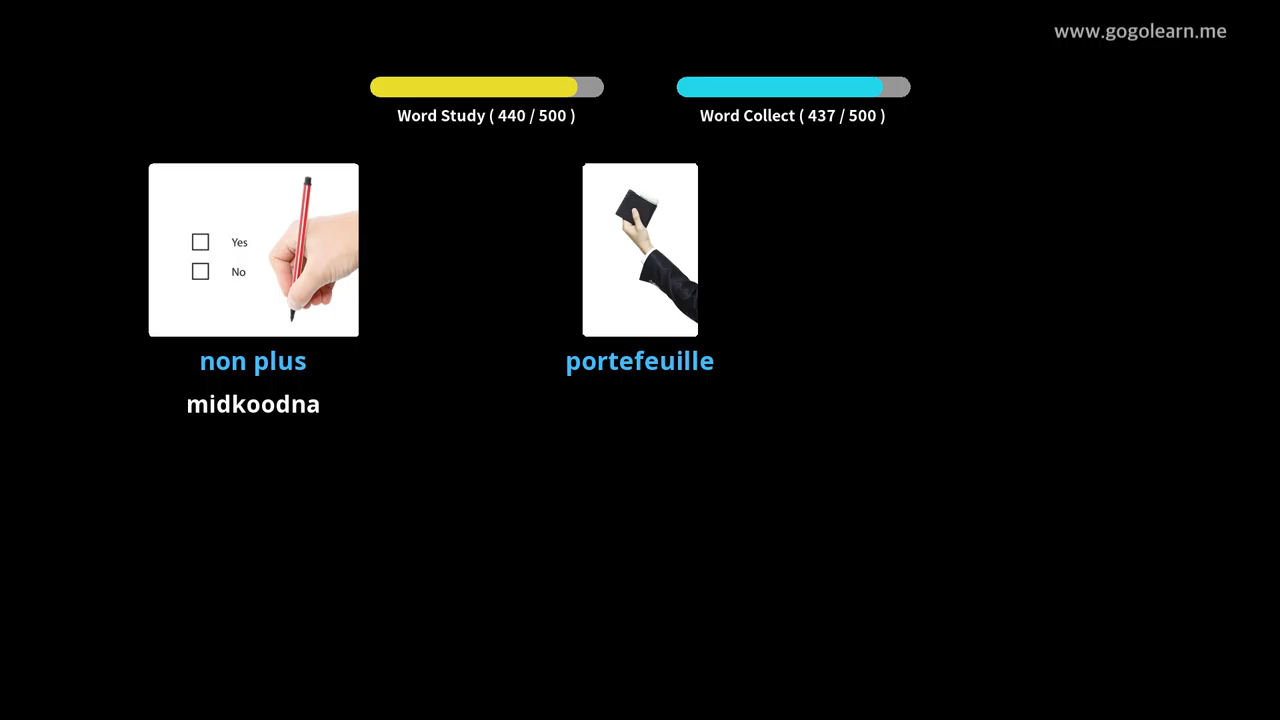 www.gogolearn.me
Word Study ( 440 / 500 )
Word Collect ( 437 / 500 )
Yes
No
non plus
portefeuille
midkoodna